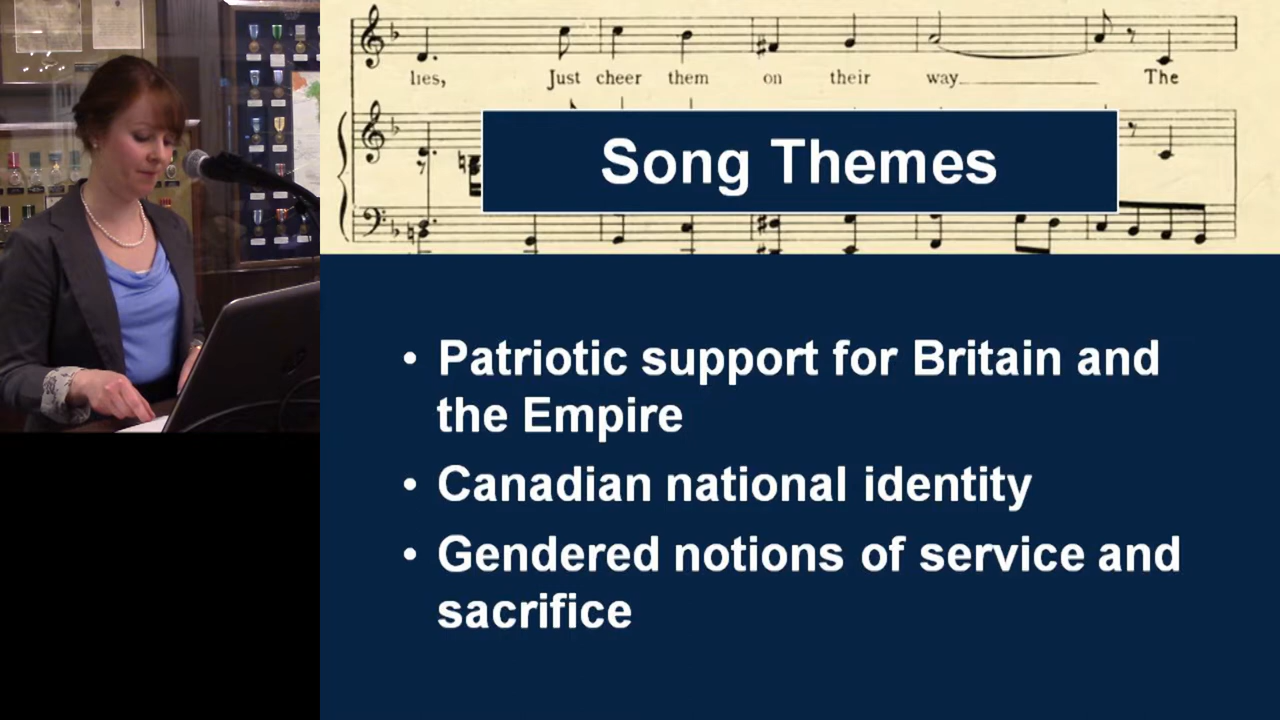 lies, Just cheer them on their way The
Song Themes
• Patriotic support for Britain and
the Empire
• Canadian national identity
• Gendered notions of service and
sacrifice